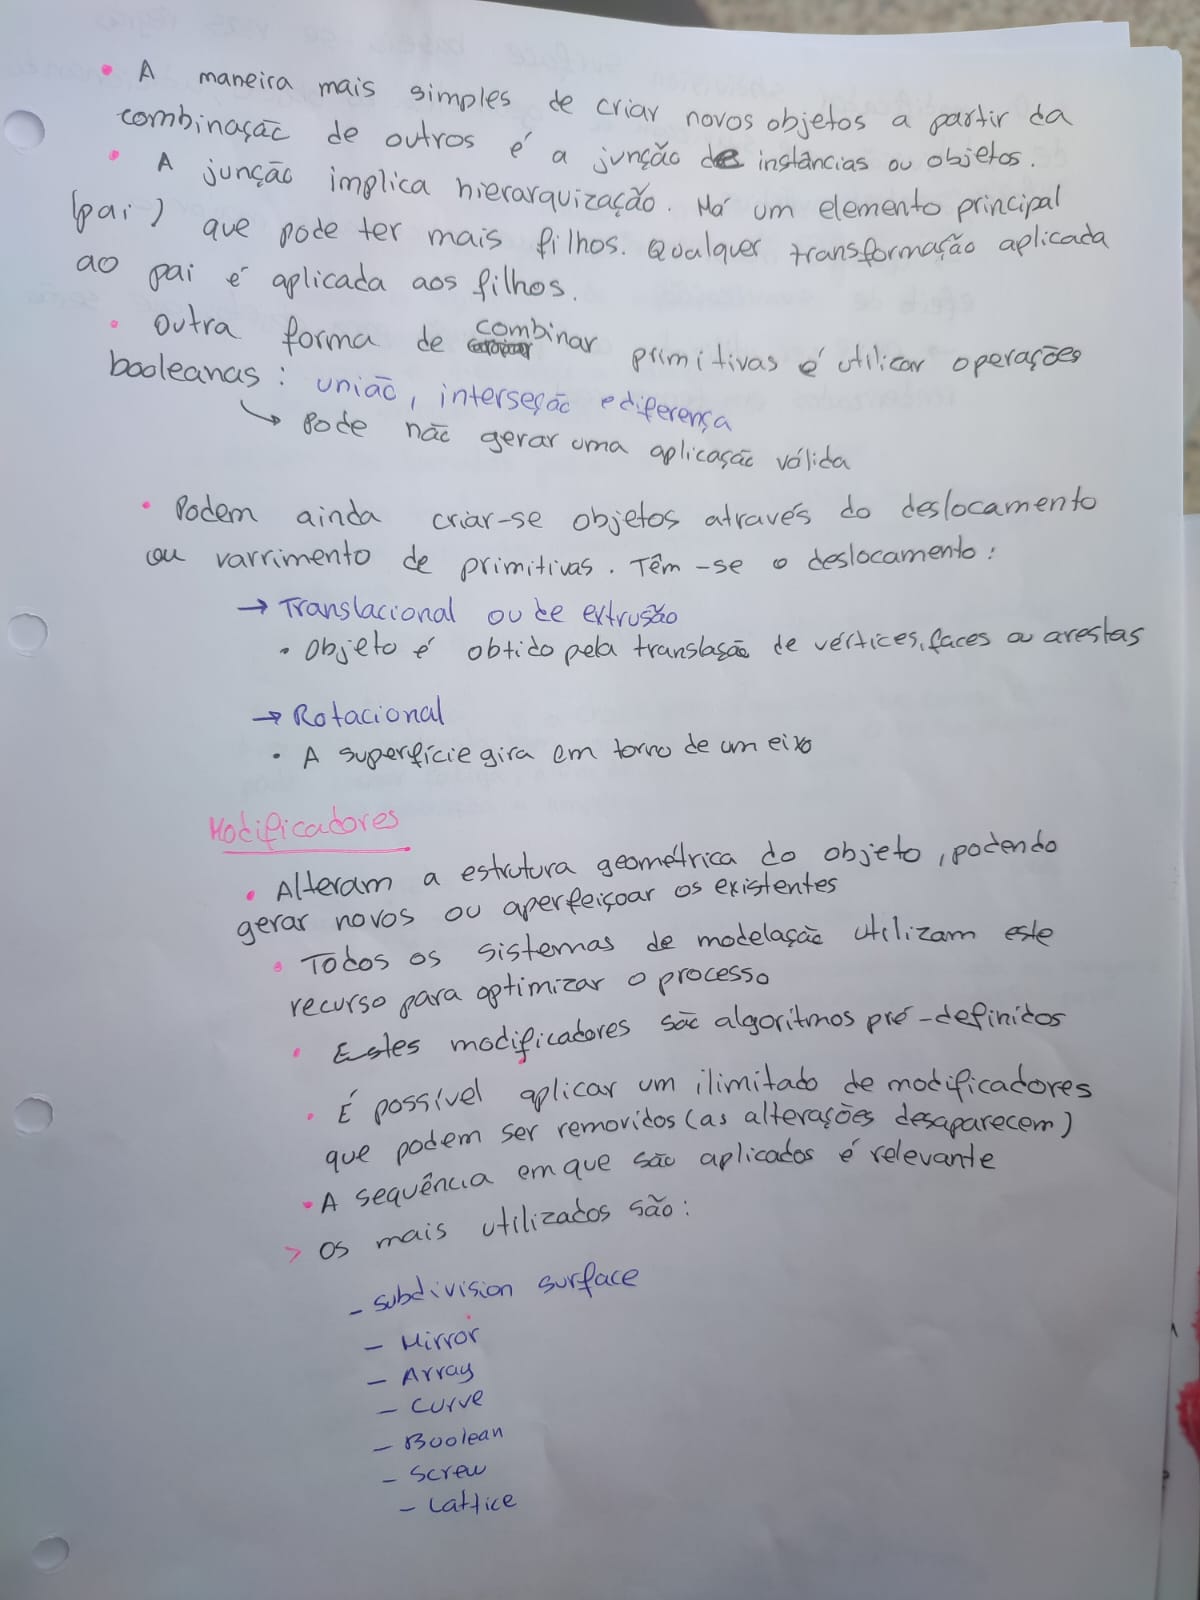 • A maneira mais simples de criar novos objetos a partir da
combinação de outros é a junção de instâncias ou objetos.
• A junção implica hierarquização. Há um elemento principal
(pai) que pode ter mais filhos. Qualquer transformação aplicada
ao pai é aplicada aos filhos.
• Outra forma de combinar primitivas é utilizar operações
booleanas: união, interseção e diferença
↳ Pode não gerar uma aplicação válida
• Podem ainda criar-se objetos através do deslocamento
ou varrimento de primitivas. Têm-se o deslocamento:
→ Translacional ou de extrusão
• Objeto é obtido pela translação de vértices, faces ou arestas
→ Rotacional
• A superfície gira em torno de um eixo
Modificadores
• Alteram a estrutura geométrica do objeto, podendo
gerar novos ou aperfeiçoar os existentes
• Todos os sistemas de modelação utilizam este
recurso para optimizar o processo
• Estes modificadores são algoritmos pré-definidos
• É possível aplicar um ilimitado de modificadores
que podem ser removidos (as alterações desaparecem)
• A sequência em que são aplicados é relevante
> Os mais utilizados são:
- Subdivision surface
- Mirror
- Array
- Curve
- Boolean
- Screw
- Lattice